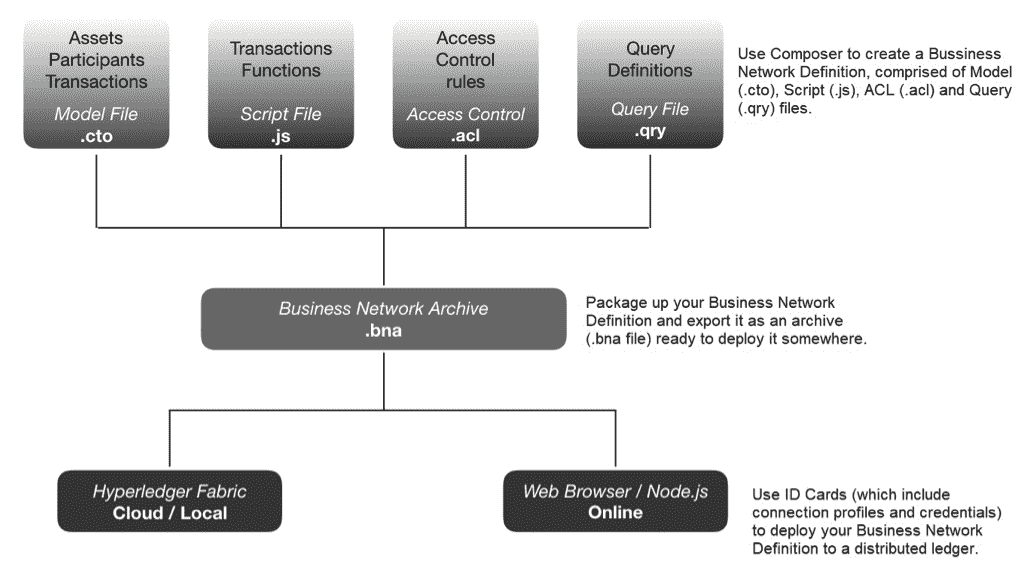 Assets
Participants
Transactions
Model File
.cto
Transactions
Functions
Script File
.js
Access
Control
rules
Access Control
.acl
Query
Definitions
Query File
.qry
Use Composer to create a Bussiness
Network Definition, comprised of Model
(.cto), Script (.js), ACL (.acl) and Query
(.qry) files.
Business Network Archive
.bna
Package up your Business Network
Definition and export it as an archive
(.bna file) ready to deploy it somewhere.
Hyperledger Fabric
Cloud / Local
Web Browser / Node.js
Online
Use ID Cards (which include
connection profiles and credentials)
to deploy your Business Network
Definition to a distributed ledger.